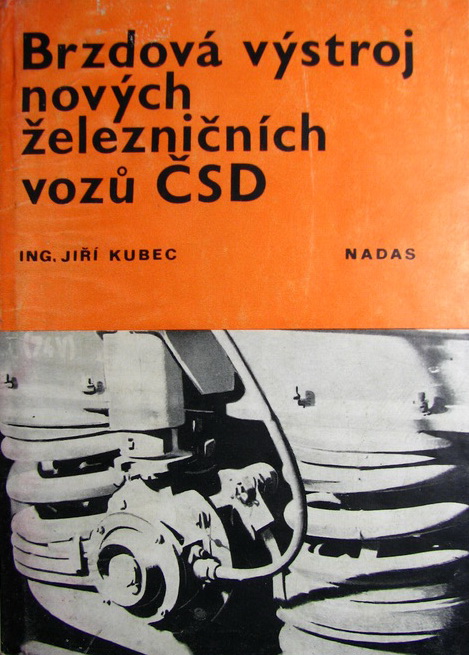 Brzdová výstroj
nových
železničních
vozů ČSD
ING. JIŘÍ KUBEC NADAS